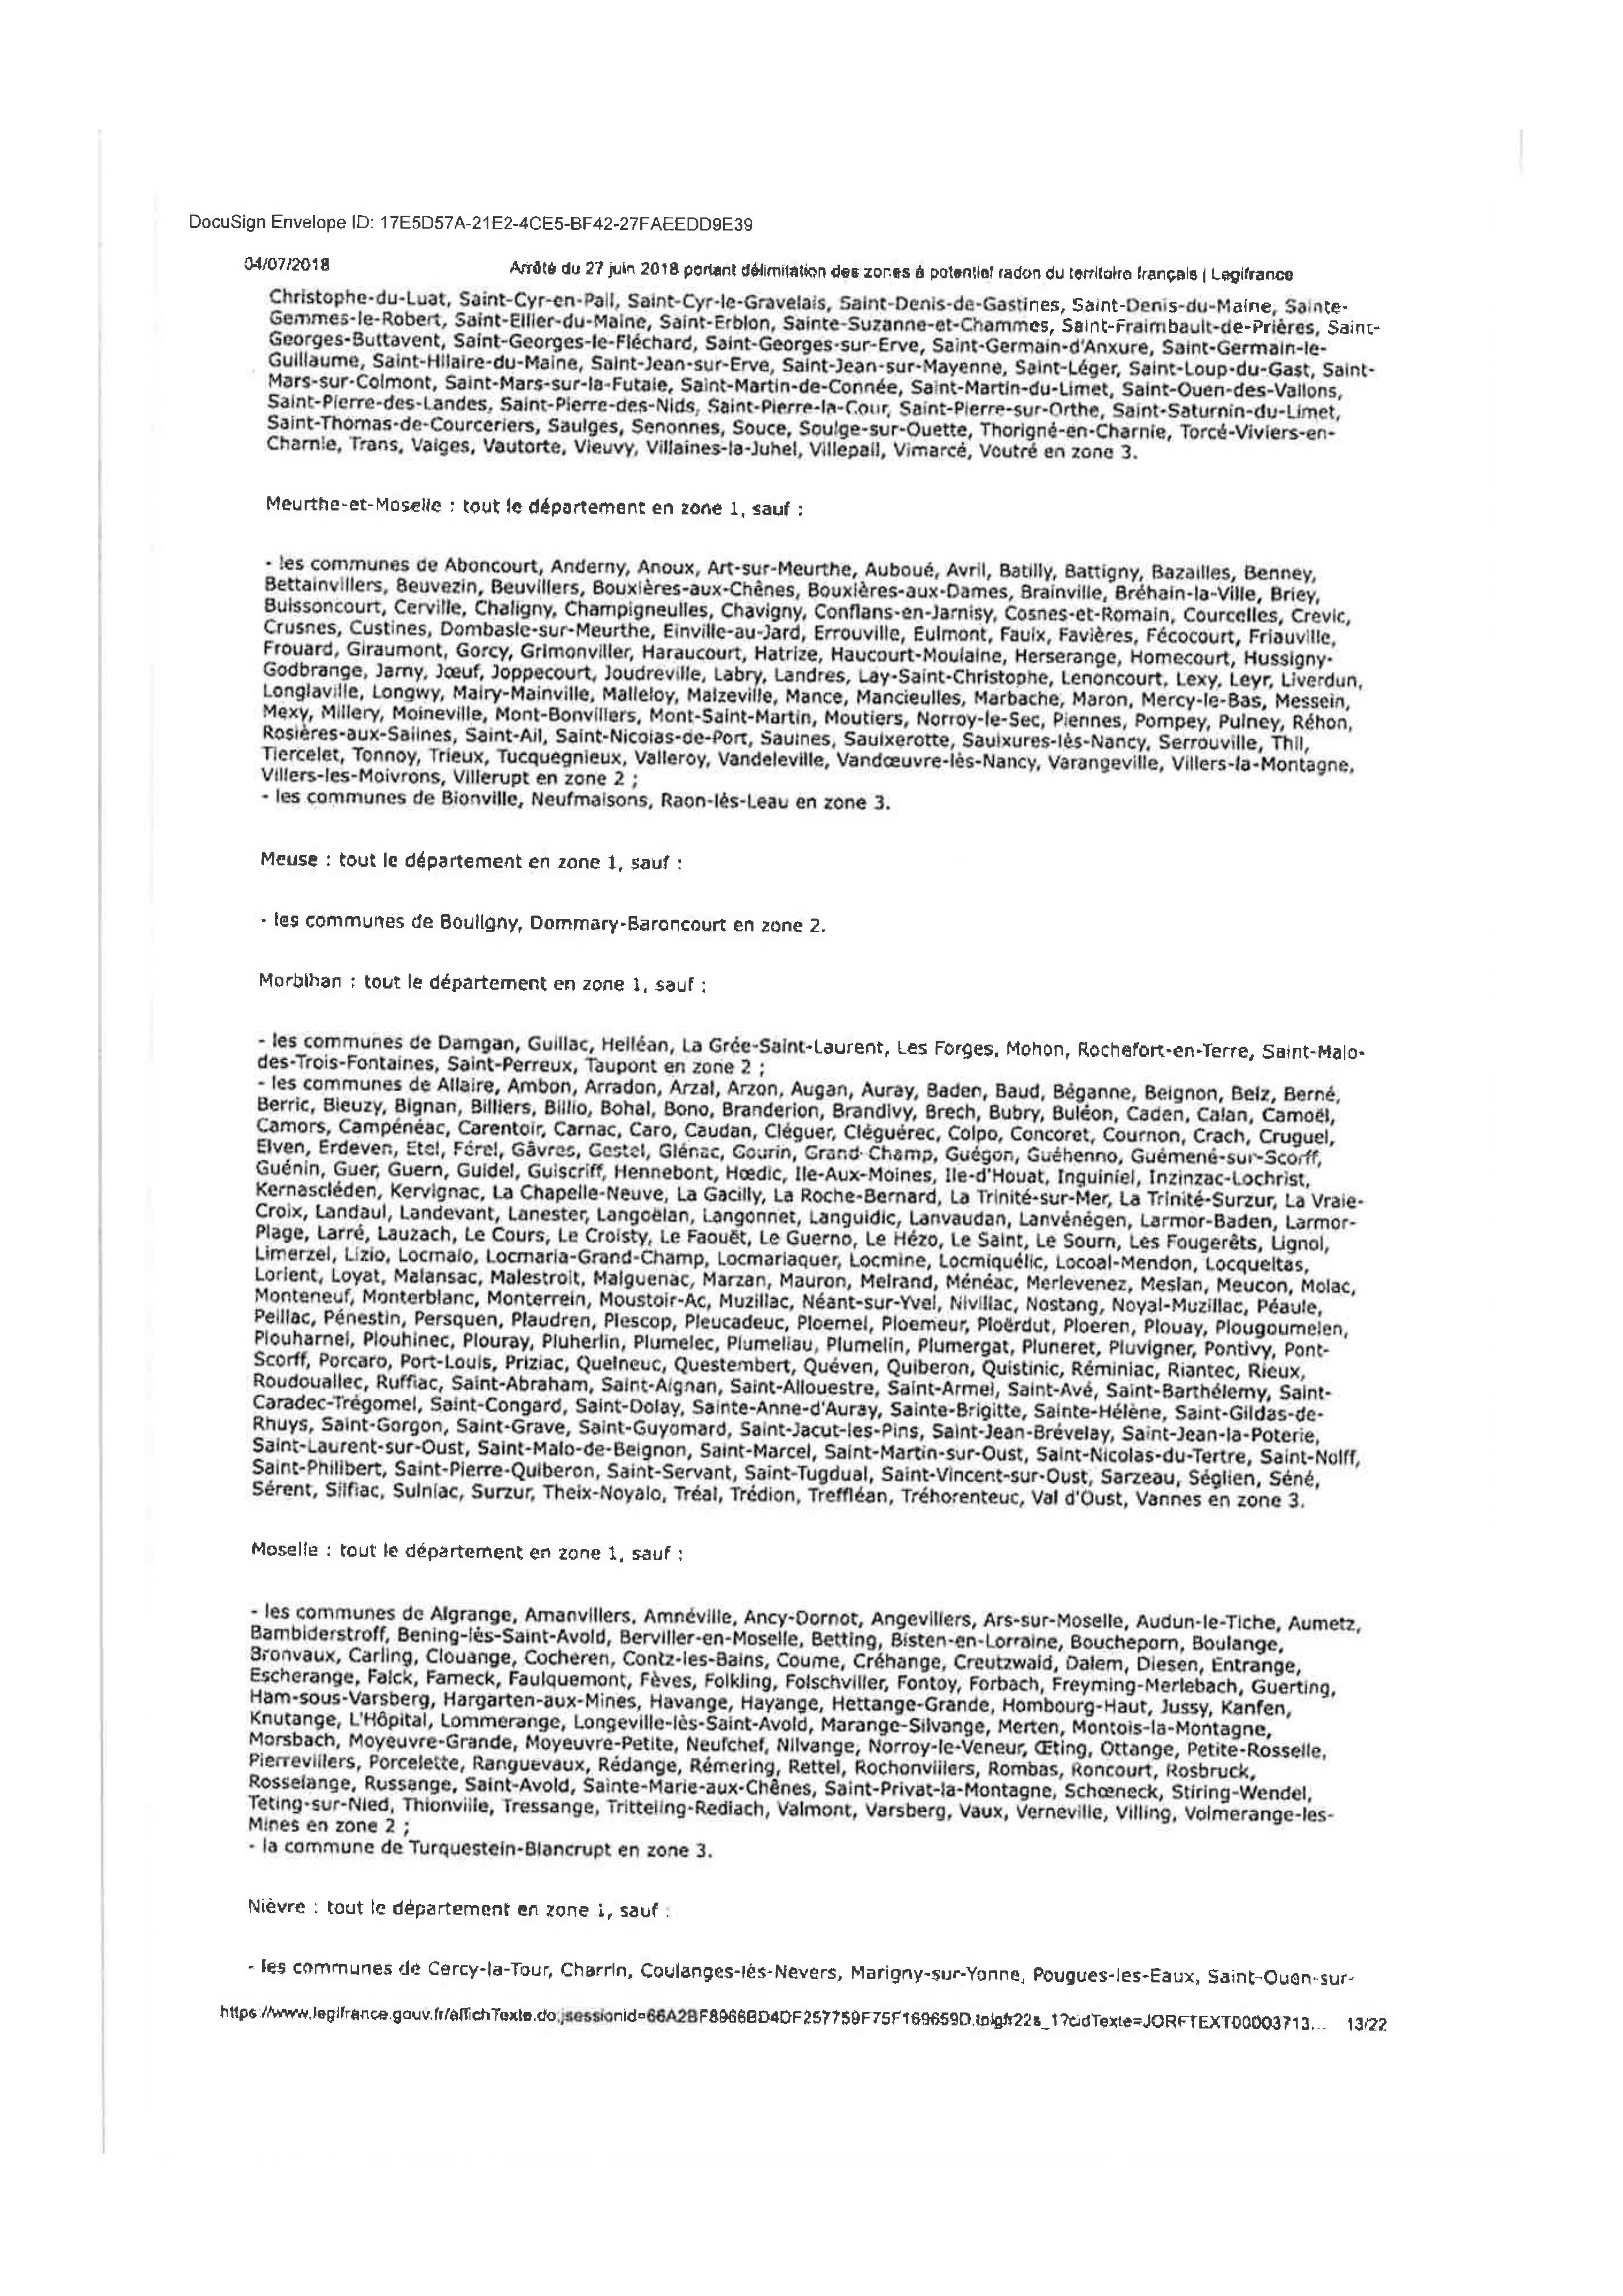 DocuSign Envelope ID: 17E5D57A-21E2-4CE5-BF42-27FAEEDD9E39
04/07/2018 Arrêté du 27 juin 2018 portant délimitation des zones à potentiel radon du territoire français | Legifrance
Christophe-du-Luat, Saint-Cyr-en-Pail, Saint-Cyr-le-Gravelais, Saint-Denis-de-Gastines, Saint-Denis-du-Maine, Sainte-
Gemmes-le-Robert, Saint-Ellier-du-Maine, Saint-Erblon, Sainte-Suzanne-et-Chammes, Saint-Fraimbault-de-Prières, Saint-
Georges-Buttavent, Saint-Georges-le-Fléchard, Saint-Georges-sur-Erve, Saint-Germain-d'Anxure, Saint-Germain-le-
Guillaume, Saint-Hilaire-du-Maine, Saint-Jean-sur-Erve, Saint-Jean-sur-Mayenne, Saint-Léger, Saint-Loup-du-Gast, Saint-
Mars-sur-Colmont, Saint-Mars-sur-la-Futaie, Saint-Martin-de-Connée, Saint-Martin-du-Limet, Saint-Ouen-des-Vallons,
Saint-Pierre-des-Landes, Saint-Pierre-des-Nids, Saint-Pierre-la-Cour, Saint-Pierre-sur-Orthe, Saint-Saturnin-du-Limet,
Saint-Thomas-de-Courceriers, Saulges, Senonnes, Souce, Soulge-sur-Ouette, Thorigné-en-Charnie, Torcé-Viviers-en-
Charnie, Trans, Vaiges, Vautorte, Vieuvy, Villaines-la-Juhel, Villepail, Vimarcé, Voutré en zone 3.
Meurthe-et-Moselle : tout le département en zone 1, sauf :
- les communes de Aboncourt, Anderny, Anoux, Art-sur-Meurthe, Auboué, Avril, Batilly, Battigny, Bazailles, Benney,
Bettainvillers, Beuvezin, Beuvillers, Bouxières-aux-Chênes, Bouxières-aux-Dames, Brainville, Bréhain-la-Ville, Briey,
Buissoncourt, Cerville, Chaligny, Champigneulles, Chavigny, Conflans-en-Jarnisy, Cosnes-et-Romain, Courcelles, Crevic,
Crusnes, Custines, Dombasle-sur-Meurthe, Einville-au-Jard, Errouville, Eulmont, Faulx, Favières, Fécocourt, Friauville,
Frouard, Giraumont, Gorcy, Grimonviller, Haraucourt, Hatrize, Haucourt-Moulaine, Herserange, Homecourt, Hussigny-
Godbrange, Jarny, Jœuf, Joppecourt, Joudreville, Labry, Landres, Lay-Saint-Christophe, Lenoncourt, Lexy, Leyr, Liverdun,
Longlaville, Longwy, Mairy-Mainville, Malleloy, Malzeville, Mance, Mancieulles, Marbache, Maron, Mercy-le-Bas, Messein,
Mexy, Millery, Moineville, Mont-Bonvillers, Mont-Saint-Martin, Moutiers, Norroy-le-Sec, Piennes, Pompey, Pulney, Réhon,
Rosières-aux-Salines, Saint-Ail, Saint-Nicolas-de-Port, Saulnes, Saulxerotte, Saulxures-lès-Nancy, Serrouville, Thil,
Tiercelet, Tonnoy, Trieux, Tucquegnieux, Valleroy, Vandeleville, Vandœuvre-lès-Nancy, Varangeville, Villers-la-Montagne,
Villers-les-Moivrons, Villerupt en zone 2 ;
- les communes de Bionville, Neufmaisons, Raon-lès-Leau en zone 3.
Meuse : tout le département en zone 1, sauf :
- les communes de Bouligny, Dommary-Baroncourt en zone 2.
Morbihan : tout le département en zone 1, sauf :
- les communes de Damgan, Guillac, Helléan, La Grée-Saint-Laurent, Les Forges, Mohon, Rochefort-en-Terre, Saint-Malo-
des-Trois-Fontaines, Saint-Perreux, Taupont en zone 2 ;
- les communes de Allaire, Ambon, Arradon, Arzal, Arzon, Augan, Auray, Baden, Baud, Béganne, Beignon, Belz, Berné,
Berric, Bieuzy, Bignan, Billiers, Billio, Bohal, Bono, Branderion, Brandivy, Brech, Bubry, Buléon, Caden, Calan, Camoël,
Camors, Campénéac, Carentoir, Carnac, Caro, Caudan, Cléguer, Cléguérec, Colpo, Concoret, Cournon, Crach, Cruguel,
Elven, Erdeven, Etel, Férel, Gâvres, Gestel, Glénac, Gourin, Grand-Champ, Guégon, Guéhenno, Guémené-sur-Scorff,
Guénin, Guer, Guern, Guidel, Guiscriff, Hennebont, Hœdic, Ile-Aux-Moines, Ile-d'Houat, Inguiniel, Inzinzac-Lochrist,
Kernascléden, Kervignac, La Chapelle-Neuve, La Gacilly, La Roche-Bernard, La Trinité-sur-Mer, La Trinité-Surzur, La Vraie-
Croix, Landaul, Landevant, Lanester, Langoëlan, Langonnet, Languidic, Lanvaudan, Lanvénégen, Larmor-Baden, Larmor-
Plage, Larré, Lauzach, Le Cours, Le Croisty, Le Faouët, Le Guerno, Le Hézo, Le Saint, Le Sourn, Les Fougerêts, Lignol,
Limerzel, Lizio, Locmalo, Locmaria-Grand-Champ, Locmariaquer, Locmine, Locmiquélic, Locoal-Mendon, Locqueltas,
Lorient, Loyat, Malansac, Malestroit, Malguenac, Marzan, Mauron, Melrand, Ménéac, Merlevenez, Meslan, Meucon, Molac,
Monteneuf, Monterblanc, Monterrein, Moustoir-Ac, Muzillac, Néant-sur-Yvel, Nivillac, Nostang, Noyal-Muzillac, Péaule,
Peillac, Pénestin, Persquen, Plaudren, Plescop, Pleucadeuc, Ploemel, Ploemeur, Ploërdut, Ploeren, Plouay, Plougoumelen,
Plouharnel, Plouhinec, Plouray, Pluherlin, Plumelec, Plumeliau, Plumelin, Plumergat, Pluneret, Pluvigner, Pontivy, Pont-
Scorff, Porcaro, Port-Louis, Priziac, Quelneuc, Questembert, Quéven, Quiberon, Quistinic, Réminiac, Riantec, Rieux,
Roudouallec, Ruffiac, Saint-Abraham, Saint-Aignan, Saint-Allouestre, Saint-Armel, Saint-Avé, Saint-Barthélemy, Saint-
Caradec-Trégomel, Saint-Congard, Saint-Dolay, Sainte-Anne-d'Auray, Sainte-Brigitte, Sainte-Hélène, Saint-Gildas-de-
Rhuys, Saint-Gorgon, Saint-Grave, Saint-Guyomard, Saint-Jacut-les-Pins, Saint-Jean-Brévelay, Saint-Jean-la-Poterie,
Saint-Laurent-sur-Oust, Saint-Malo-de-Beignon, Saint-Marcel, Saint-Martin-sur-Oust, Saint-Nicolas-du-Tertre, Saint-Nolff,
Saint-Philibert, Saint-Pierre-Quiberon, Saint-Servant, Saint-Tugdual, Saint-Vincent-sur-Oust, Sarzeau, Séglien, Séné,
Sérent, Silfiac, Sulniac, Surzur, Theix-Noyalo, Tréal, Trédion, Treffléan, Tréhorenteuc, Val d'Oust, Vannes en zone 3.
Moselle : tout le département en zone 1, sauf :
- les communes de Algrange, Amanvillers, Amnéville, Ancy-Dornot, Angevillers, Ars-sur-Moselle, Audun-le-Tiche, Aumetz,
Bambiderstroff, Bening-lès-Saint-Avold, Berviller-en-Moselle, Betting, Bisten-en-Lorraine, Boucheporn, Boulange,
Bronvaux, Carling, Clouange, Cocheren, Contz-les-Bains, Coume, Créhange, Creutzwald, Dalem, Diesen, Entrange,
Escherange, Falck, Fameck, Faulquemont, Fèves, Folkling, Folschviller, Fontoy, Forbach, Freyming-Merlebach, Guerting,
Ham-sous-Varsberg, Hargarten-aux-Mines, Havange, Hayange, Hettange-Grande, Hombourg-Haut, Jussy, Kanfen,
Knutange, L'Hôpital, Lommerange, Longeville-lès-Saint-Avold, Marange-Silvange, Merten, Montois-la-Montagne,
Morsbach, Moyeuvre-Grande, Moyeuvre-Petite, Neufchef, Nilvange, Norroy-le-Veneur, Œting, Ottange, Petite-Rosselle,
Pierrevillers, Porcelette, Ranguevaux, Rédange, Rémering, Rettel, Rochonvillers, Rombas, Roncourt, Rosbruck,
Rosselange, Russange, Saint-Avold, Sainte-Marie-aux-Chênes, Saint-Privat-la-Montagne, Schœneck, Stiring-Wendel,
Teting-sur-Nied, Thionville, Tressange, Tritteling-Redlach, Valmont, Varsberg, Vaux, Verneville, Villing, Volmerange-les-
Mines en zone 2 ;
- la commune de Turquestein-Blancrupt en zone 3.
Nièvre : tout le département en zone 1, sauf :
- les communes de Cercy-la-Tour, Charrin, Coulanges-lès-Nevers, Marigny-sur-Yonne, Pougues-les-Eaux, Saint-Ouen-sur-
https://www.legifrance.gouv.fr/affichTexte.do;jsessionid=66A2BF8966BD4DF257759F75F169659D.tplgfr22s_1?cidTexte=JORFTEXT00003713... 13/22